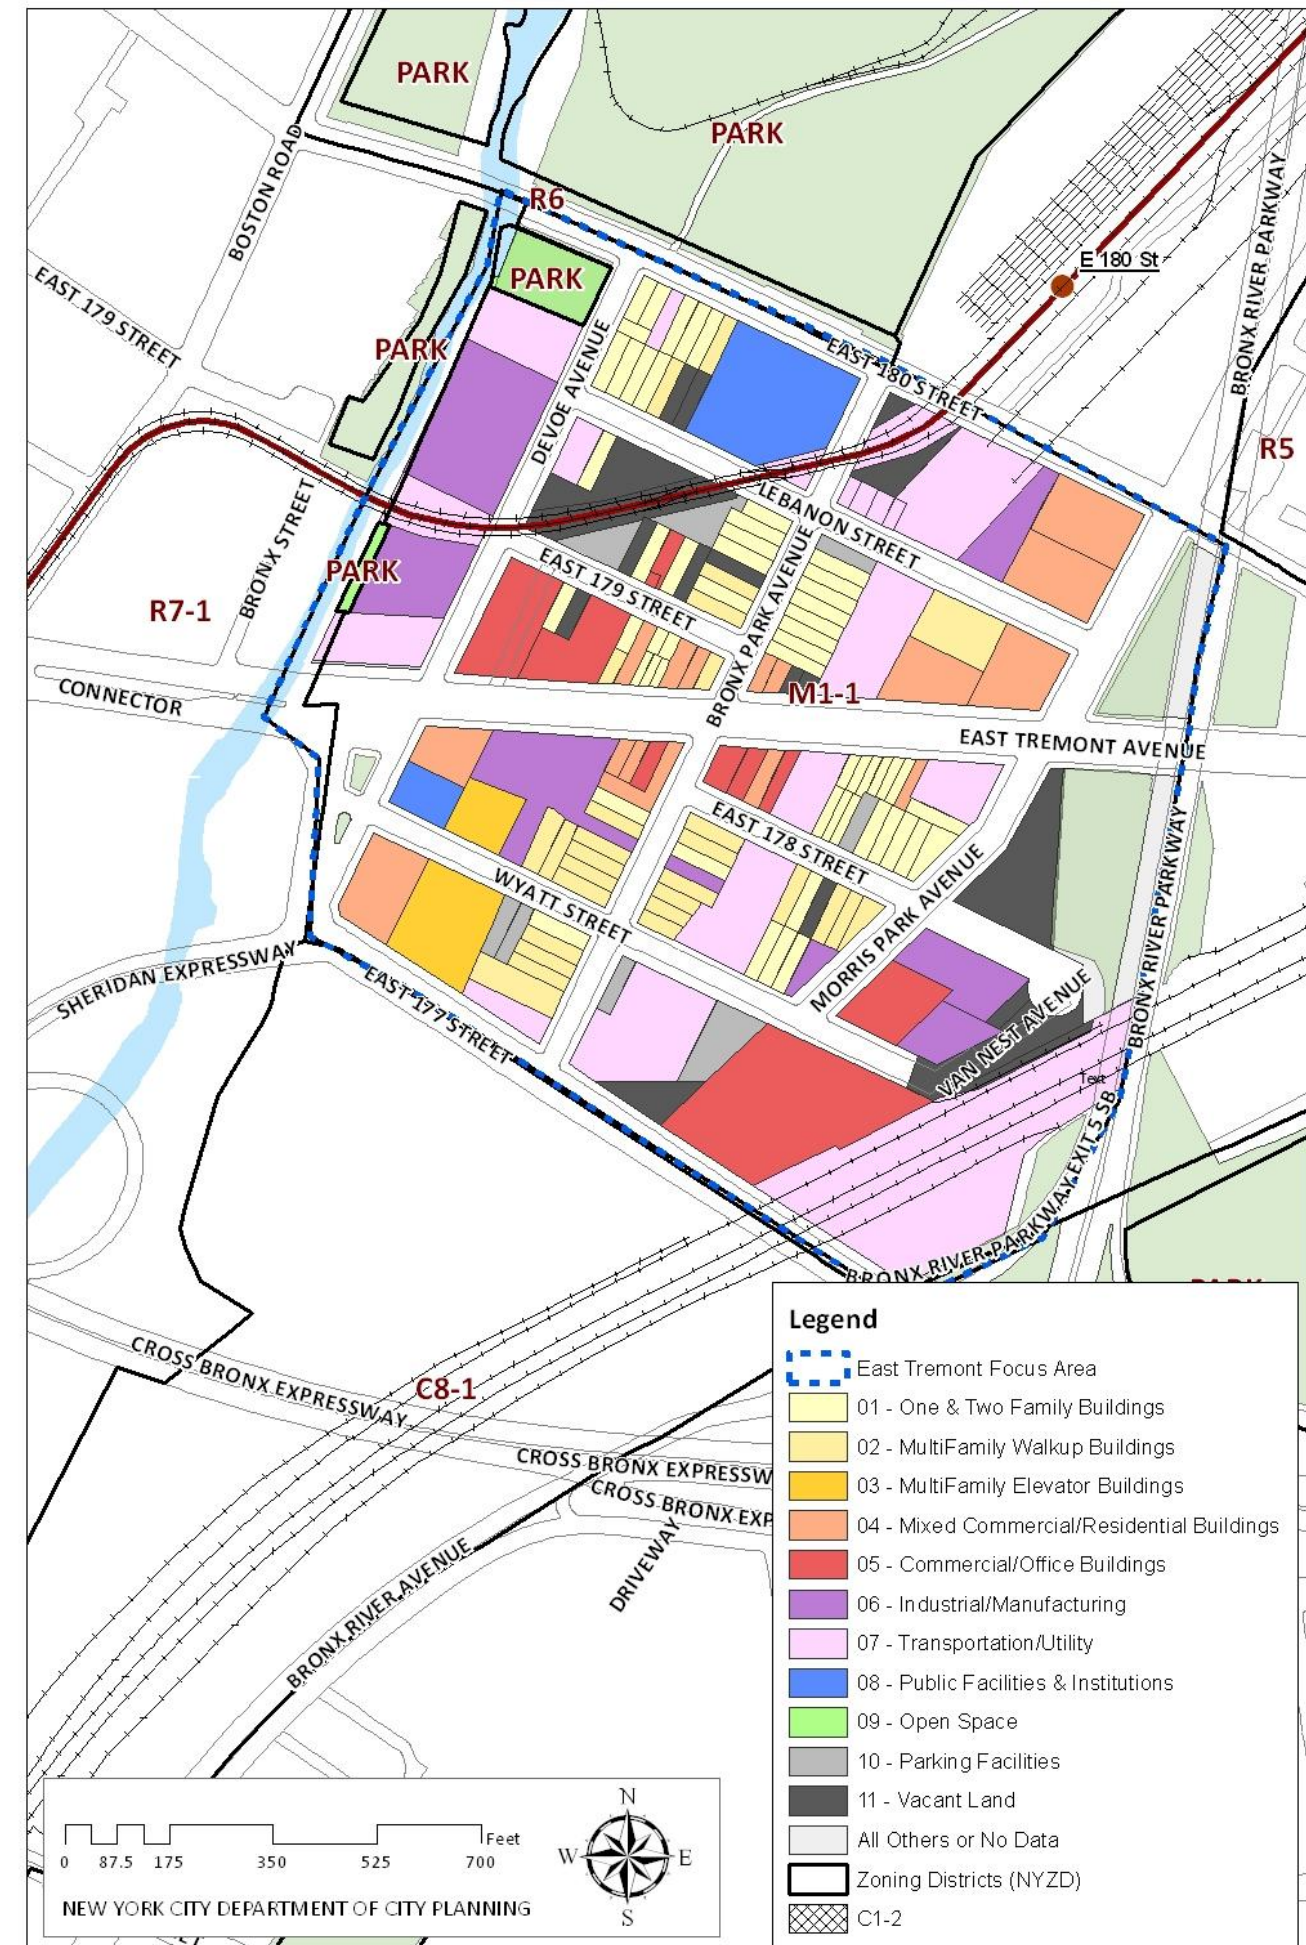 PARK
PARK
BOSTON ROAD
R6
E 180 St
BRONX RIVER PARKWAY
EAST 179 STREET
PARK
PARK
DEVOE AVENUE
EAST 180 STREET
R5
LEBANON STREET
BRONX STREET
PARK
EAST 179 STREET
R7-1
BRONX PARK AVENUE
M1-1
CONNECTOR
EAST TREMONT AVENUE
EAST 178 STREET
WYATT STREET
MORRIS PARK AVENUE
BRONX RIVER PARKWAY
SHERIDAN EXPRESSWAY
EAST 177 STREET
VAN NEST AVENUE
Text
BRONX RIVER PARKWAY EXIT 5 SB
CROSS BRONX EXPRESSWAY
C8-1
CROSS BRONX EXPRESSW
CROSS BRONX EXP
DRIVEWAY
BRONX RIVER AVENUE
Legend
East Tremont Focus Area
01 - One & Two Family Buildings
02 - MultiFamily Walkup Buildings
03 - MultiFamily Elevator Buildings
04 - Mixed Commercial/Residential Buildings
05 - Commercial/Office Buildings
06 - Industrial/Manufacturing
07 - Transportation/Utility
08 - Public Facilities & Institutions
09 - Open Space
10 - Parking Facilities
11 - Vacant Land
All Others or No Data
Zoning Districts (NYZD)
C1-2
Feet
0 87.5 175 350 525 700
NEW YORK CITY DEPARTMENT OF CITY PLANNING
N
W E
S